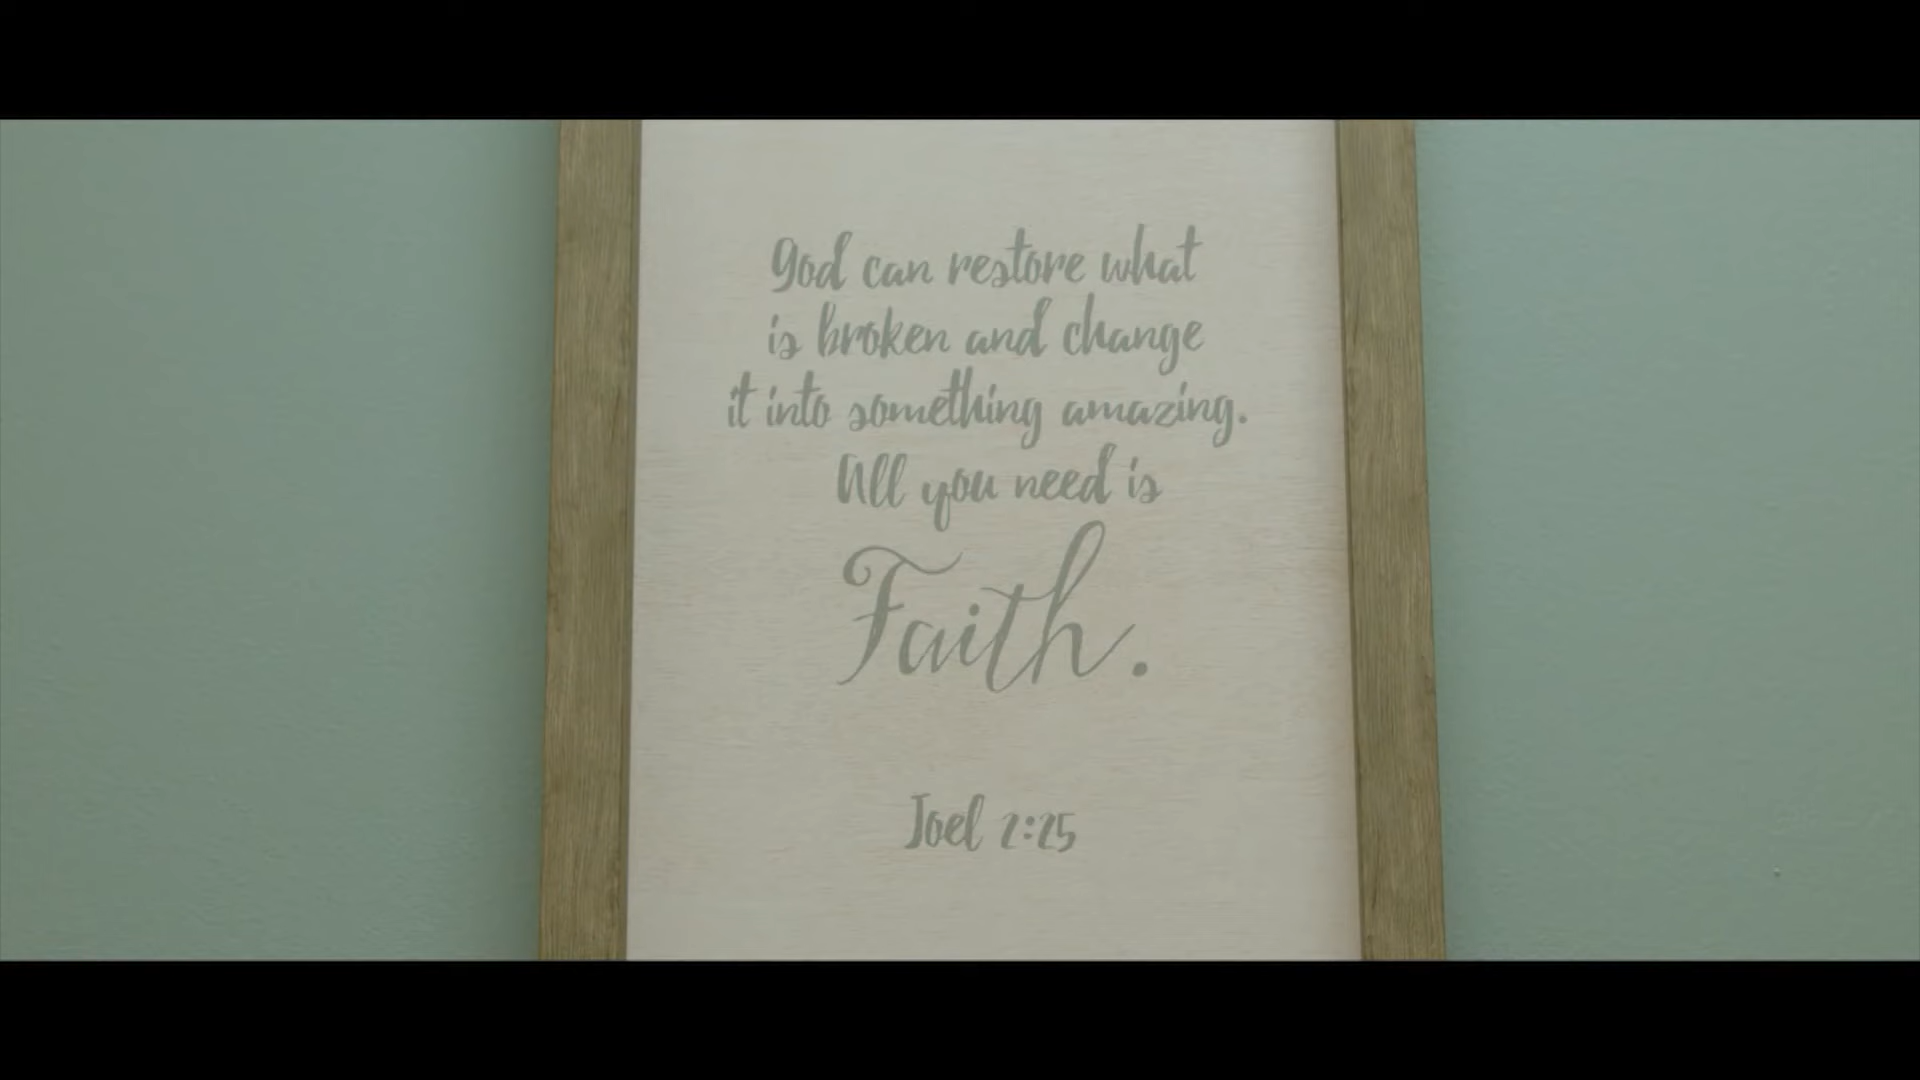 God can restore what
is broken and change
it into something amazing.
All you need is
Faith.
Joel 2:25